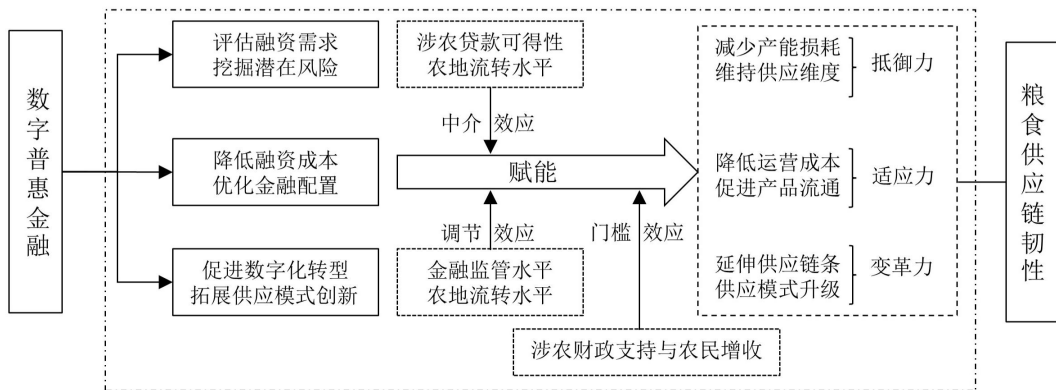 数字普惠金融
评估融资需求
挖掘潜在风险
降低融资成本
优化金融配置
促进数字化转型
拓展供应模式创新
涉农贷款可得性
农地流转水平
中介 效应
赋能
调节 效应
门槛 效应
金融监管水平
农地流转水平
涉农财政支持与农民增收
减少产能损耗
维持供应维度
抵御力
降低运营成本
促进产品流通
适应力
延伸供应链条
供应模式升级
变革力
粮食供应链韧性